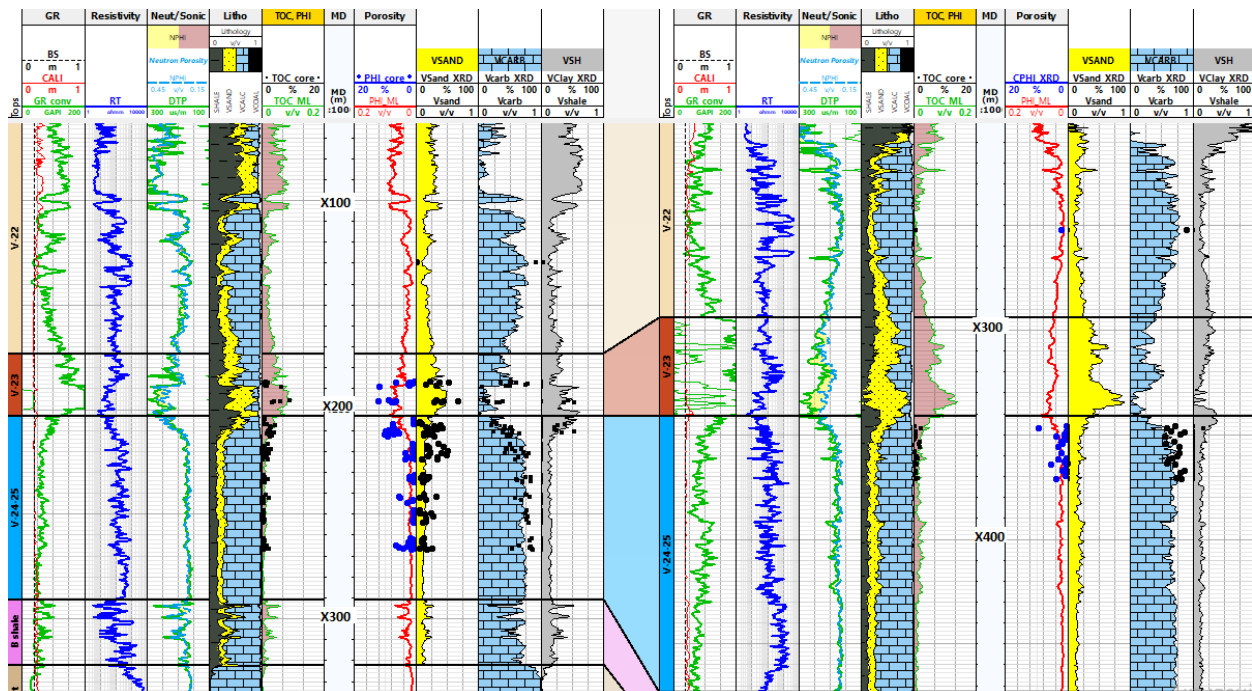 GR Resistivity Neut/Sonic Litho TOC, PHI MD Porosity GR Resistivity Neut/Sonic Litho TOC, PHI MD Porosity
NPHI Lithology NPHI Lithology
0 v/v 1 0 v/v 1
BS Neutron Porosity VSAND VCARB VSH BS Neutron Porosity VSAND VCARB VSH
0 m 1 0 m 1
CALI NPHI • TOC core • MD • PHI core • VSand XRD Vcarb XRD VClay XRD CALI NPHI • TOC core • MD CPHI XRD VSand XRD Vcarb XRD VClay XRD
0 m 1 0.45 v/v -0.15 0 10 20 (m) 20 % 0 0 % 100 0 % 100 0 % 100 0 m 1 0.45 v/v -0.15 0 10 20 (m) 20 % 0 0 % 100 0 % 100 0 % 100
Tops GR conv RT DTP SHALE VSAND VCALC VCOAL TOC_ML :100 PHI_ML Vsand Vcarb Vshale Tops GR conv RT DTP SHALE VSAND VCALC VCOAL TOC_ML :100 PHI_ML Vsand Vcarb Vshale
0 GAPI 200 1 ohmm 10000 300 us/m 100 0 v/v 0.2 0.2 v/v 0 0 v/v 1 0 v/v 1 0 v/v 1 0 GAPI 200 1 ohmm 10000 300 us/m 100 0 v/v 0.2 0.2 v/v 0 0 v/v 1 0 v/v 1 0 v/v 1
V-22
X100
V-23
X200
V-24-25
X300
B shale
t
V-22
X300
V-23
V-24-25
X400